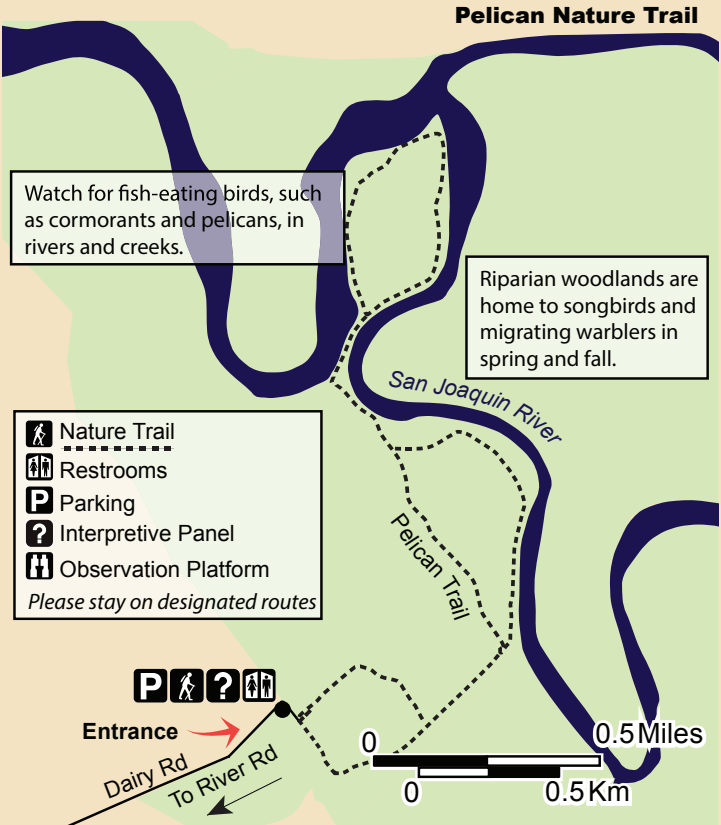 Pelican Nature Trail
Watch for fish-eating birds, such
as cormorants and pelicans, in
rivers and creeks.
Riparian woodlands are
home to songbirds and
migrating warblers in
spring and fall.
San Joaquin River
Nature Trail
Restrooms
P Parking
? Interpretive Panel
Observation Platform
Please stay on designated routes
Pelican Trail
P ?
Entrance
Dairy Rd
To River Rd
0 0.5 Miles
0 0.5 Km